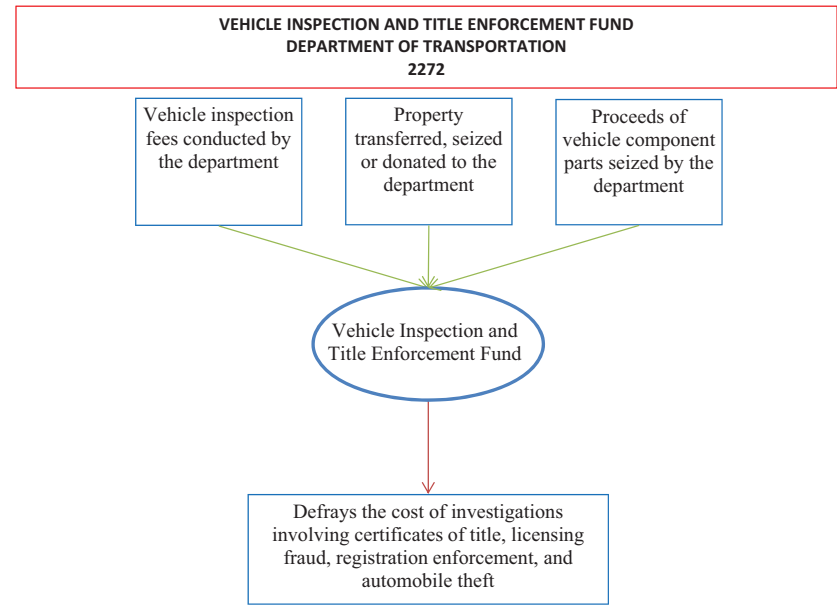 VEHICLE INSPECTION AND TITLE ENFORCEMENT FUND
DEPARTMENT OF TRANSPORTATION
2272
Vehicle inspection
fees conducted by
the department
Property
transferred, seized
or donated to the
department
Proceeds of
vehicle component
parts seized by the
department
Vehicle Inspection and
Title Enforcement Fund
Defrays the cost of investigations
involving certificates of title, licensing
fraud, registration enforcement, and
automobile theft